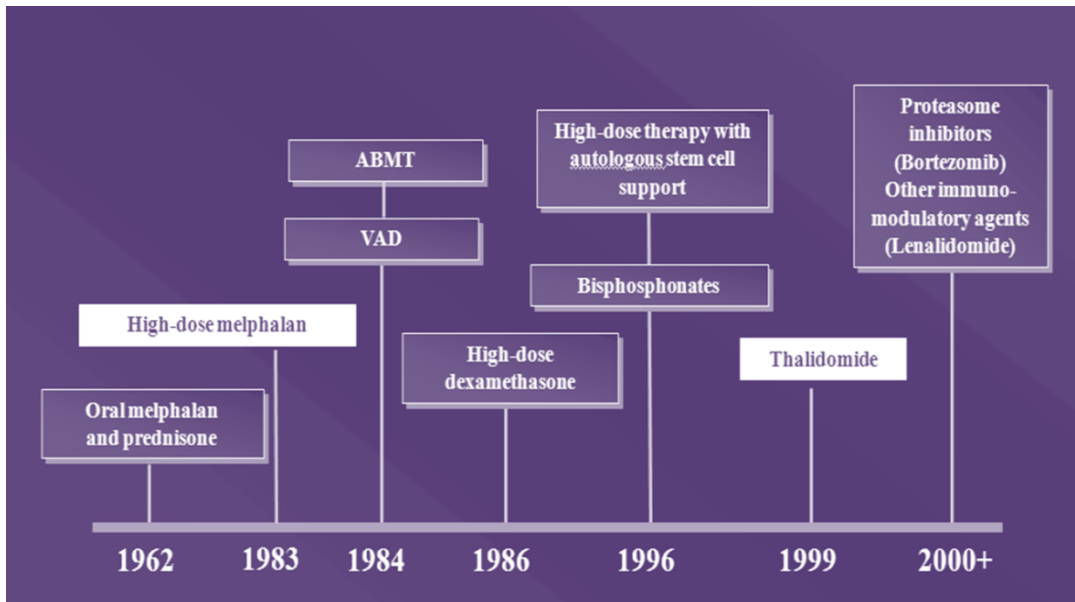 ABMT
VAD
High-dose therapy with
autologous stem cell
support
Bisphosphonates
Proteasome
inhibitors
(Bortezomib)
Other immuno-
modulatory agents
(Lenalidomide)
High-dose melphalan
Oral melphalan
and prednisone
High-dose
dexamethasone
Thalidomide
1962
1983
1984
1986
1996
1999
2000+